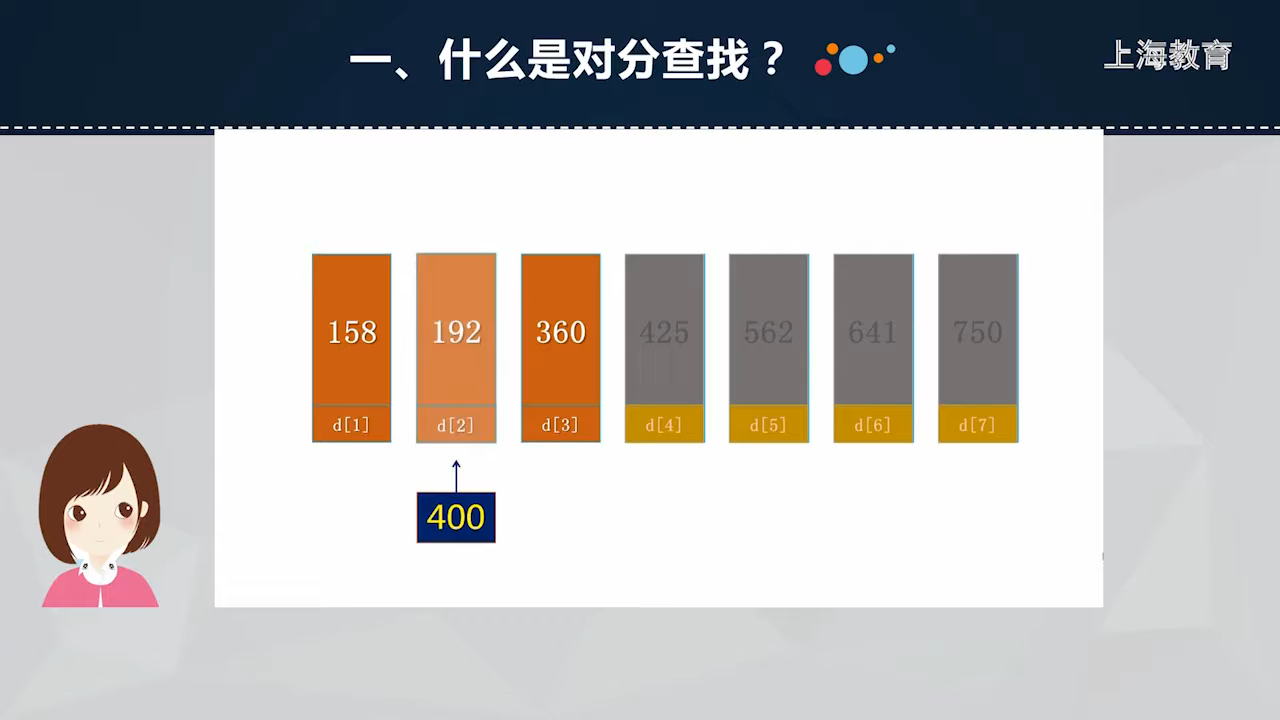 一、什么是对分查找？
上海教育
158 192 360 425 562 641 750
d[1] d[2] d[3] d[4] d[5] d[6] d[7]
400